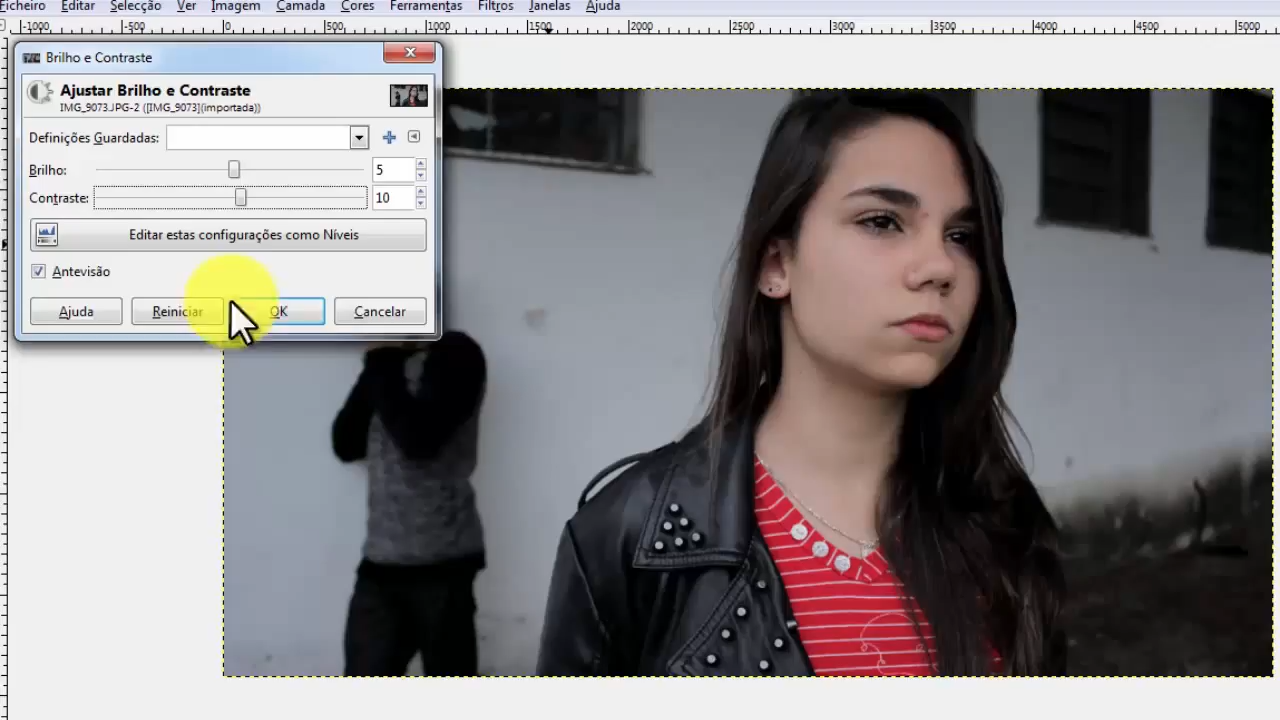 icheiro Editar Selecção Ver Imagem Camada Cores Ferramentas Filtros Janelas Ajuda
-1000 -500 0 500 1000 1500 2000 2500 3000 3500 4000 4500 5000
Brilho e Contraste
Ajustar Brilho e Contraste
IMG_9073.JPG-2 ([IMG_9073](importada))
Definições Guardadas:
Brilho: 5
Contraste: 10
Editar estas configurações como Níveis
Antevisão
Ajuda Reiniciar OK Cancelar